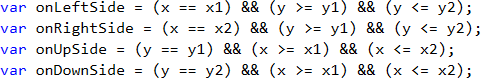 var onLeftSide = (x == x1) && (y >= y1) && (y <= y2);
var onRightSide = (x == x2) && (y >= y1) && (y <= y2);
var onUpSide = (y == y1) && (x >= x1) && (x <= x2);
var onDownSide = (y == y2) && (x >= x1) && (x <= x2);